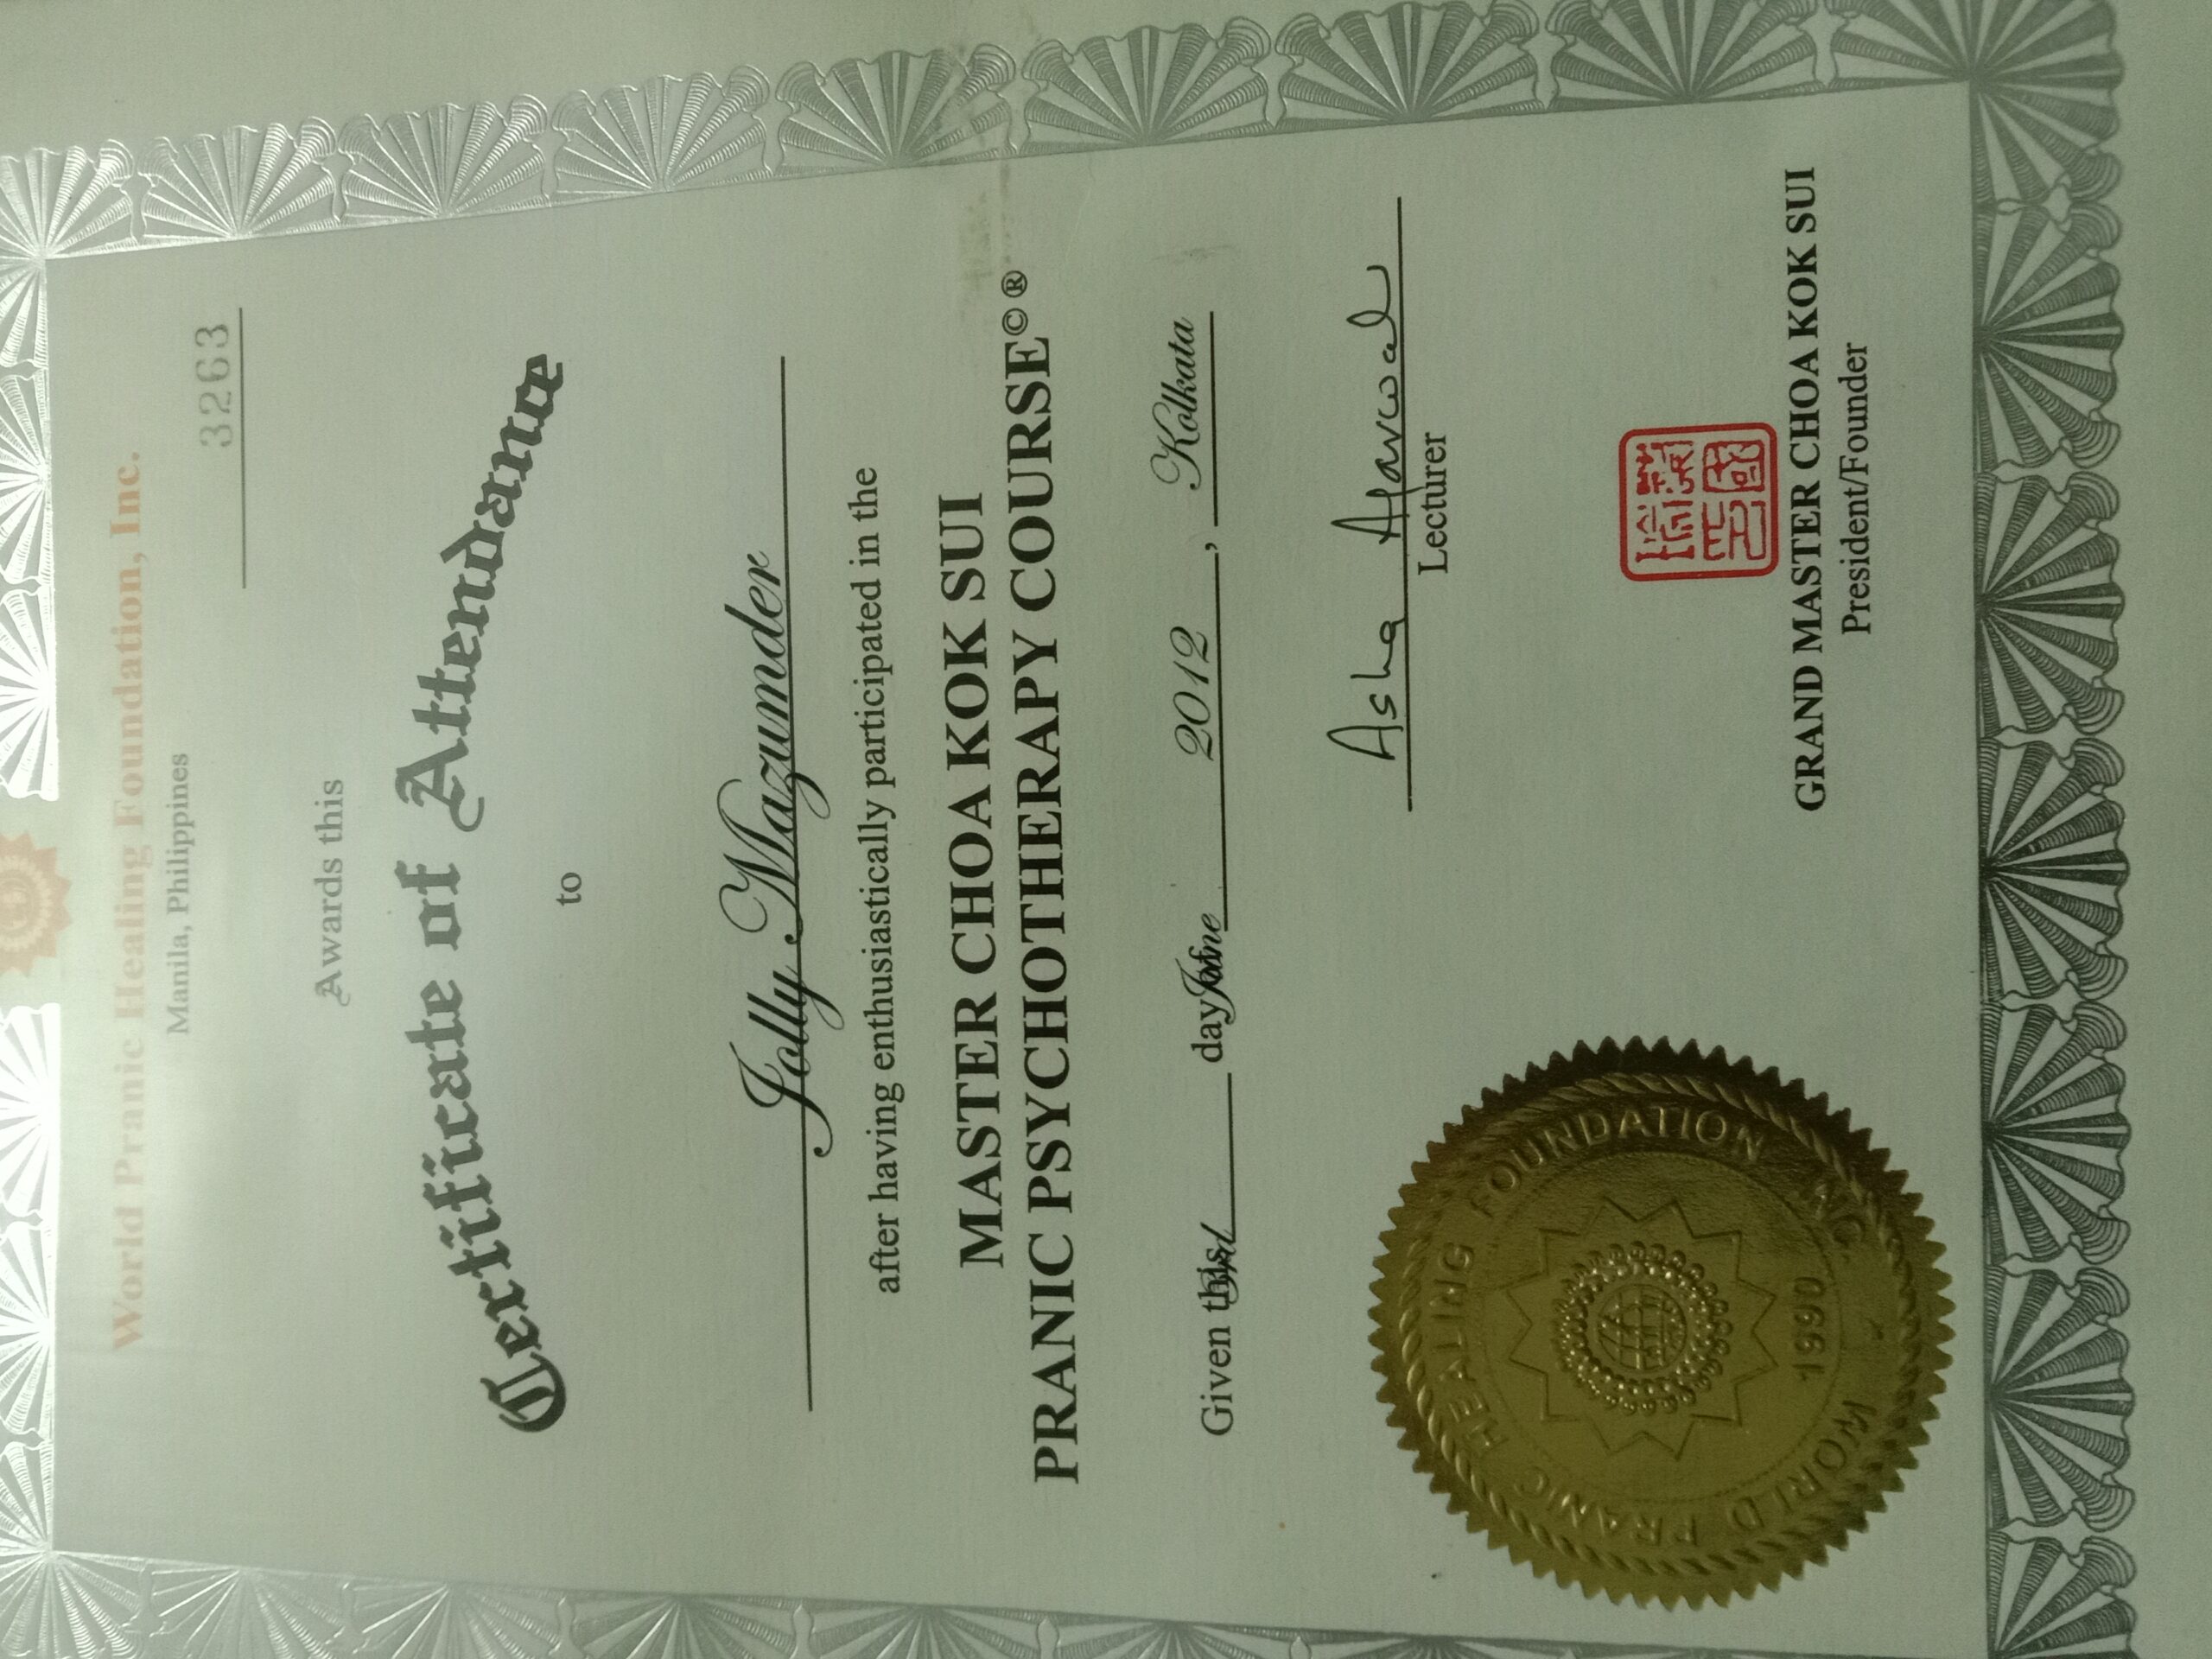 World Pranic Healing Foundation, Inc.
Manila, Philippines
3263
Awards this
Certificate of Attendance
to
Jolly Mazumder
after having enthusiastically participated in the
MASTER CHOA KOK SUI
PRANIC PSYCHOTHERAPY COURSE©®
Given this day of June 2012, Kolkata
Asha Agarwal
Lecturer
WORLD PRANIC HEALING FOUNDATION INC.
1990
GRAND MASTER CHOA KOK SUI
President/Founder